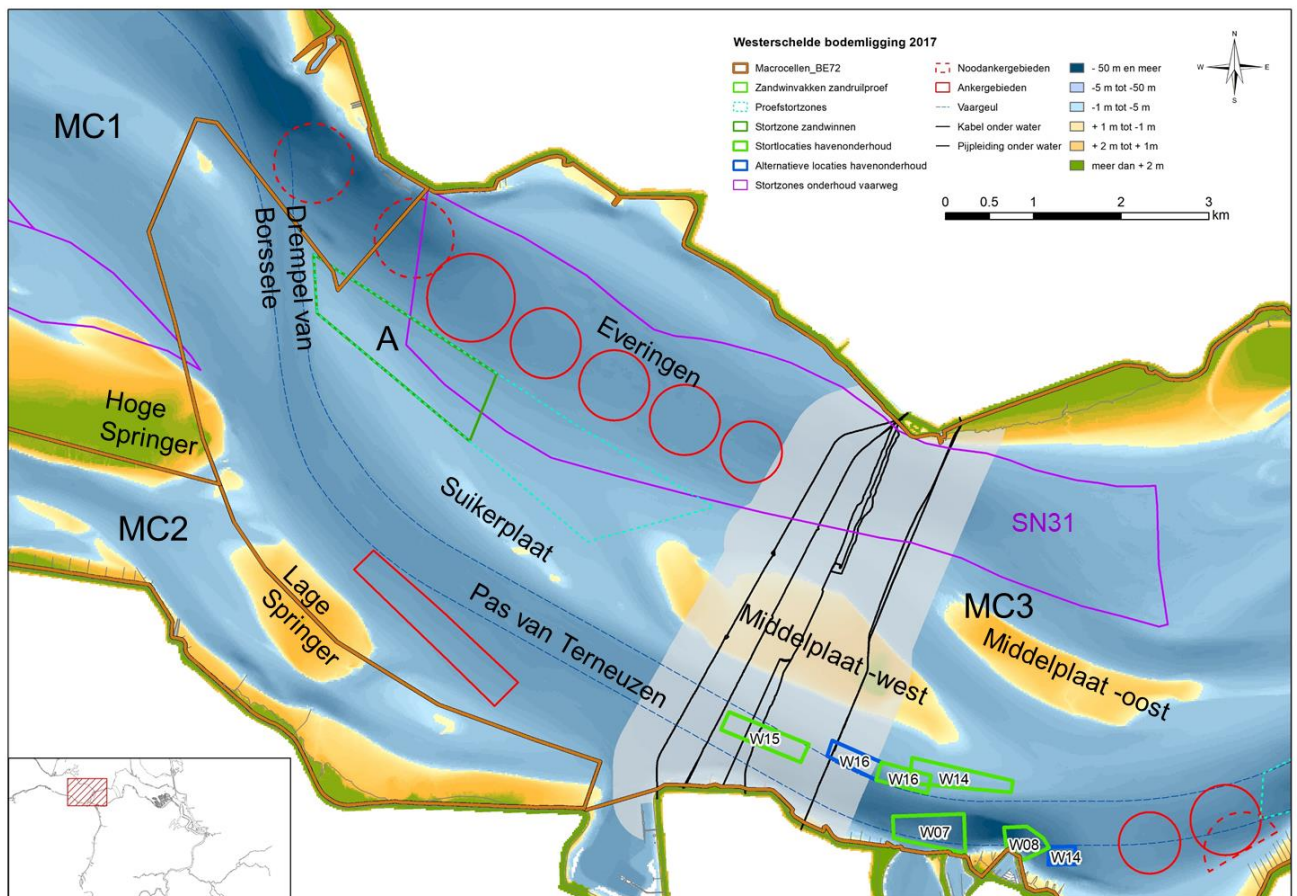 Westerschelde bodemligging 2017
Macrocellen_BE72
Zandwinvakken zandruilproef
Proefstortzones
Stortzone zandwinnen
Stortlocaties havenonderhoud
Alternatieve locaties havenonderhoud
Stortzones onderhoud vaarweg
Noodankergebieden
Ankergebieden
Vaargeul
Kabel onder water
Pijpleiding onder water
- 50 m en meer
-5 m tot -50 m
-1 m tot -5 m
+ 1 m tot -1 m
+ 2 m tot + 1m
meer dan + 2 m
N
W E
S
0 0.5 1 2 3
km
MC1
Drempel van
Borssele
A
Everingen
Hoge
Springer
MC2
Suikerplaat
SN31
Lage
Springer
Pas van Terneuzen
MC3
Middelplaat -west
Middelplaat -oost
W15
W16
W16
W14
W07
W08
W14